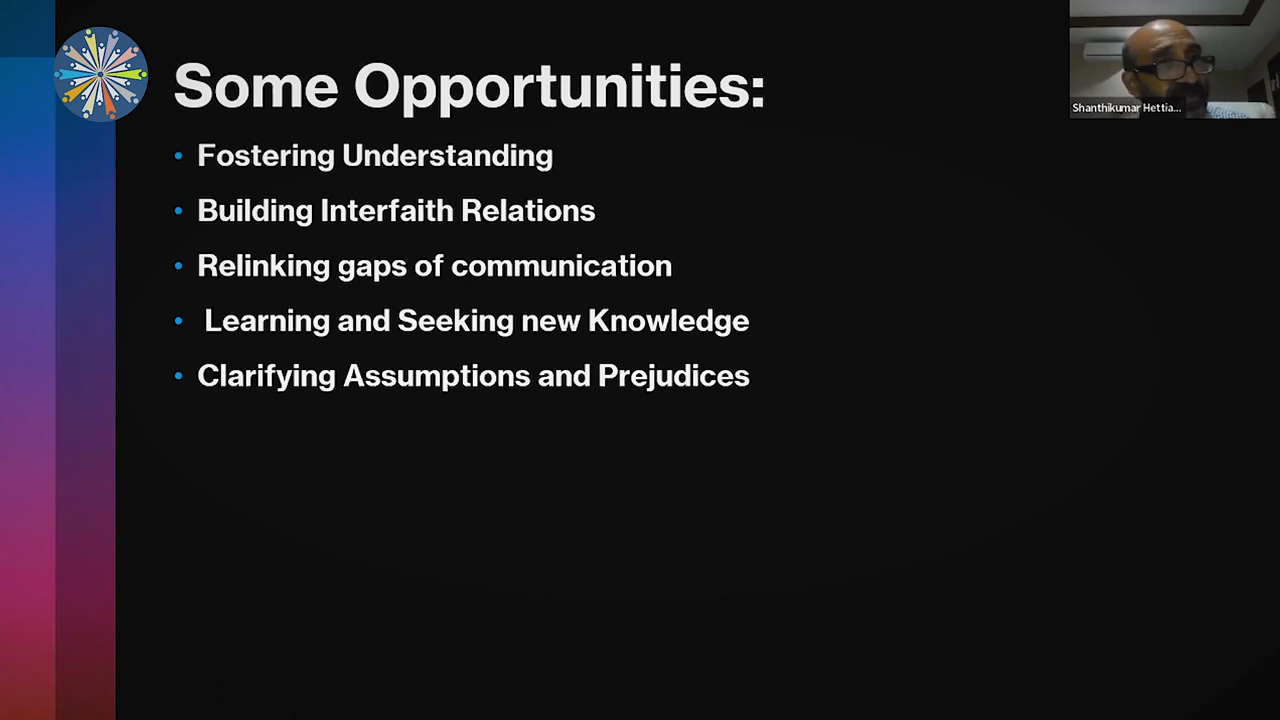 Some Opportunities:
• Fostering Understanding
• Building Interfaith Relations
• Relinking gaps of communication
• Learning and Seeking new Knowledge
• Clarifying Assumptions and Prejudices
Shanthikumar Hettia...